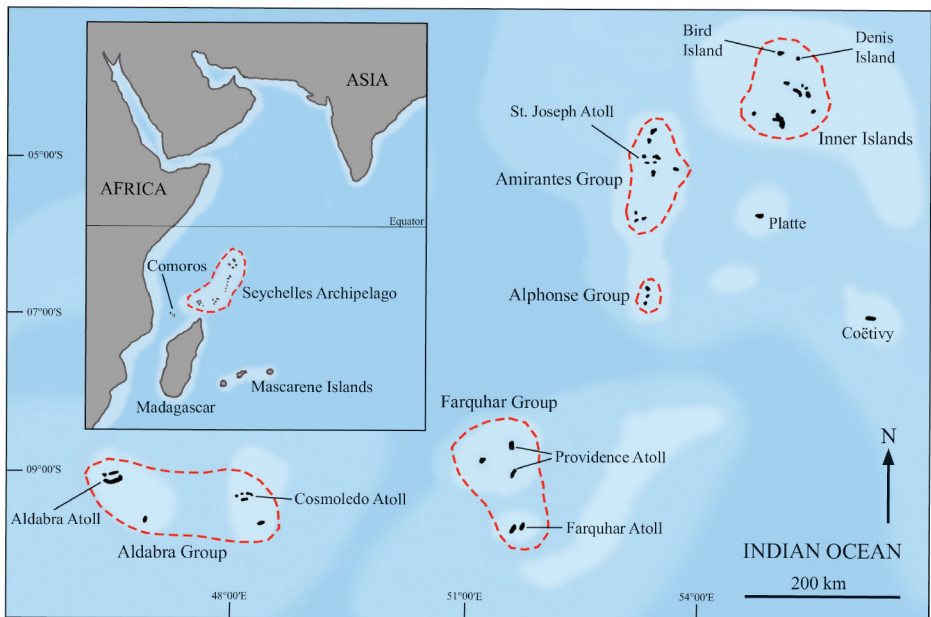 Bird
Island
Denis
Island
ASIA
St. Joseph Atoll
Inner Islands
05°00'S
AFRICA
Amirantes Group
Equator
Platte
Comoros
Seychelles Archipelago
Alphonse Group
07°00'S
Coëtivy
Mascarene Islands
Madagascar
Farquhar Group
N
Providence Atoll
09°00'S
Cosmoledo Atoll
Aldabra Atoll
Farquhar Atoll
Aldabra Group
INDIAN OCEAN
200 km
48°00'E
51°00'E
54°00'E